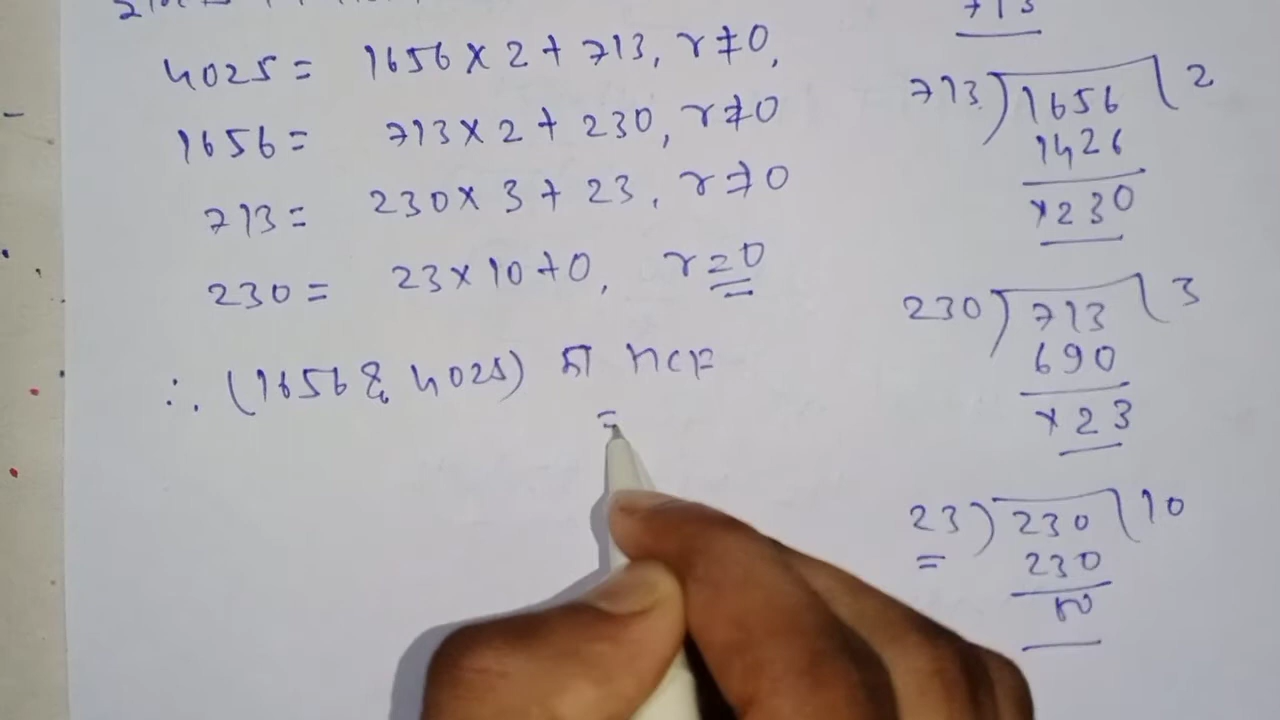 4025 = 1656 × 2 + 713, r ≠ 0,
1656 = 713 × 2 + 230, r ≠ 0
713 = 230 × 3 + 23, r ≠ 0
230 = 23 × 10 + 0, r = 0
∴ (1656 & 4025) का HCF
=
713
713 ) 1656 ( 2
1426
× 230
230 ) 713 ( 3
690
× 23
23 ) 230 ( 10
=
230